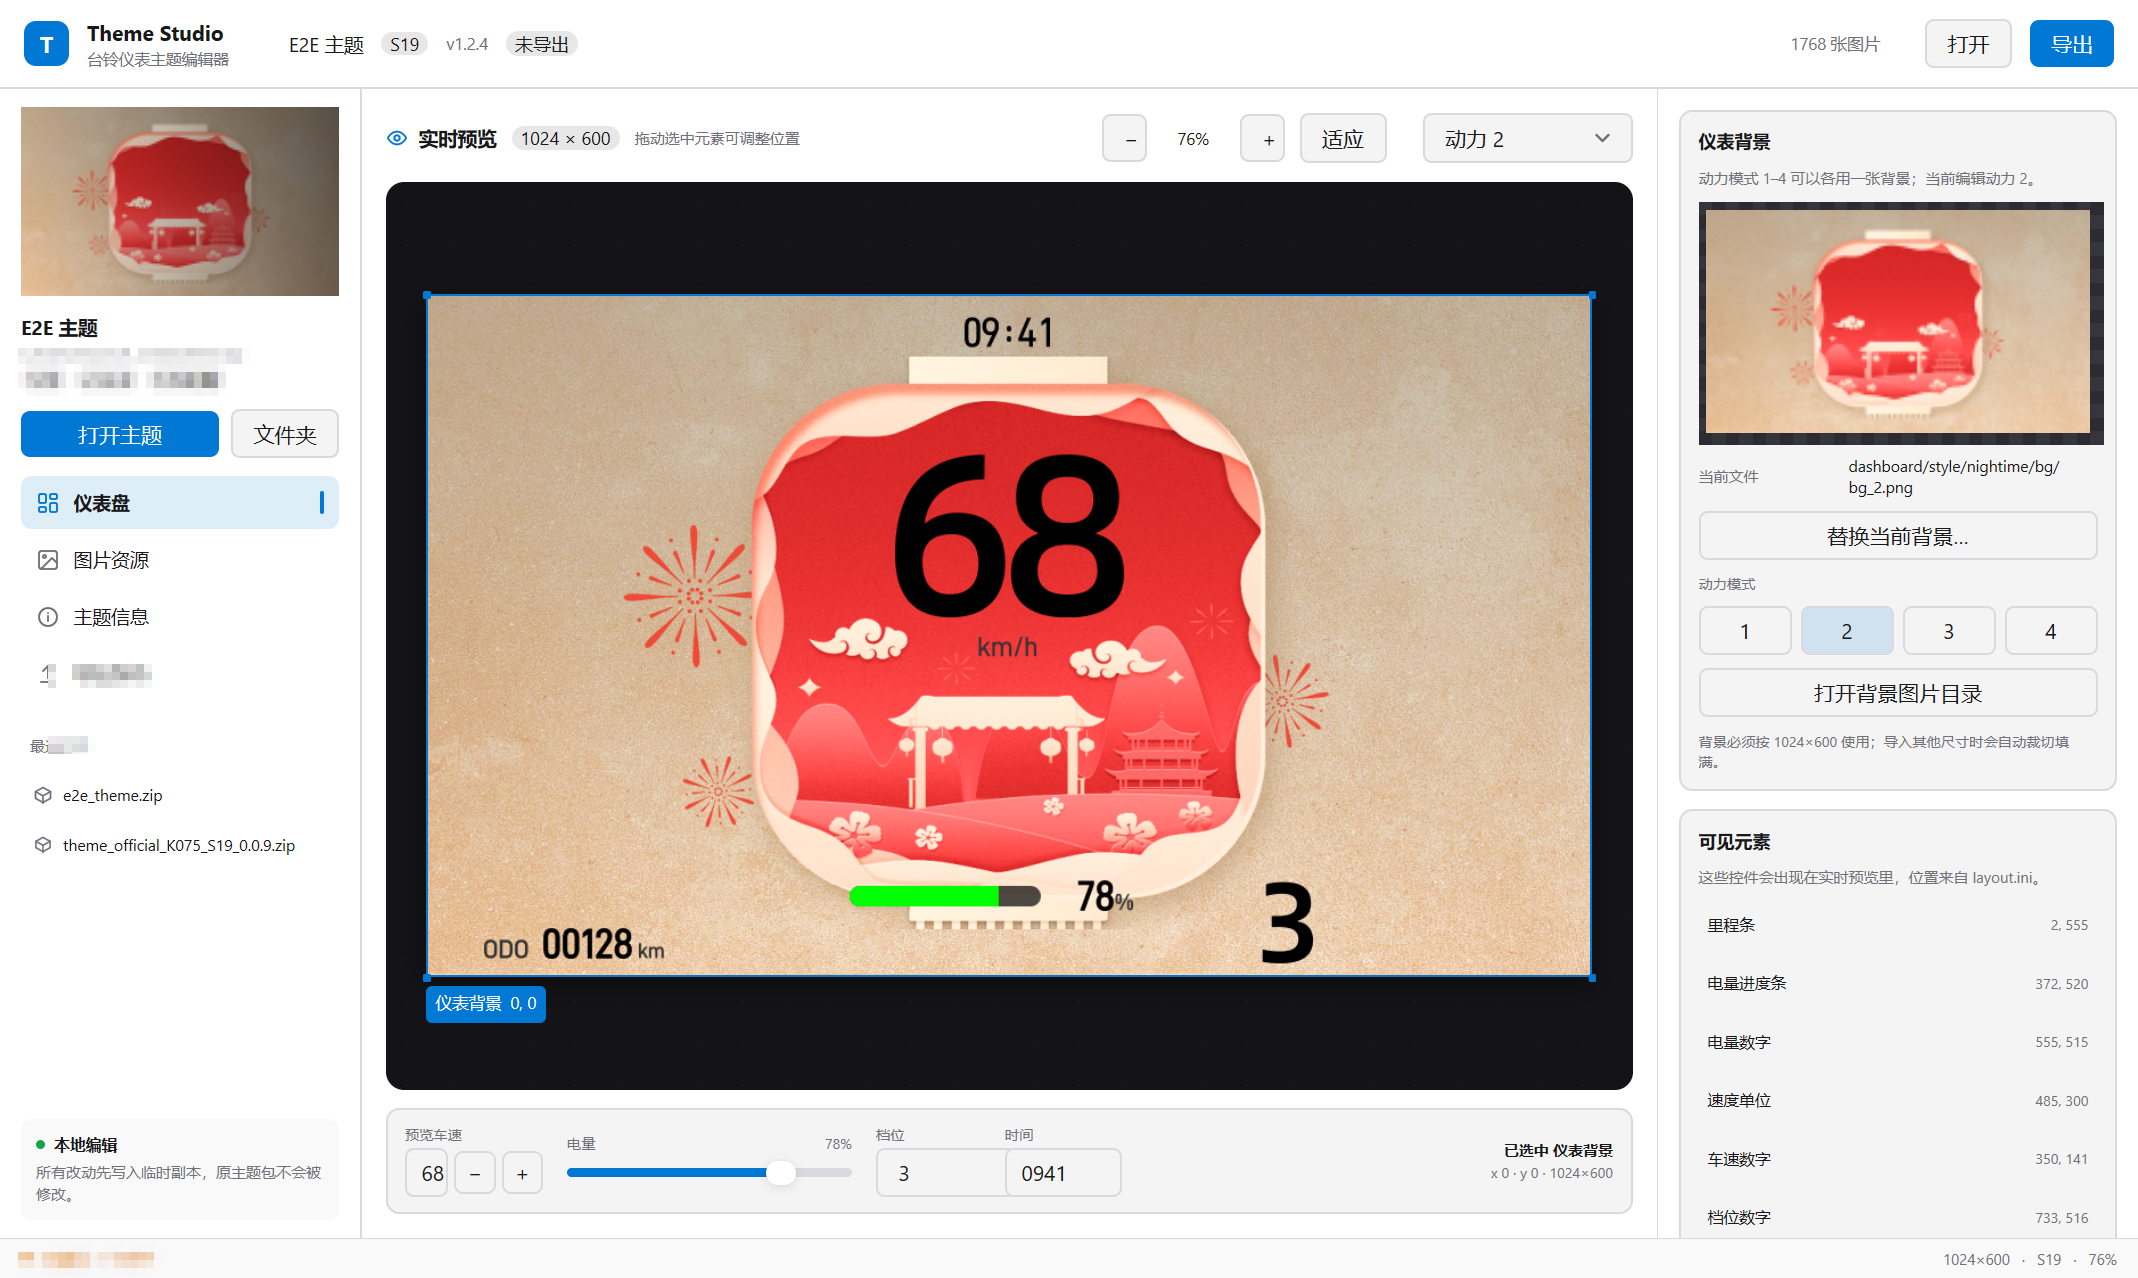 T
Theme Studio
台铃仪表主题编辑器
E2E 主题 S19 v1.2.4 未导出
1768 张图片
打开
导出
E2E 主题
打开主题
文件夹
仪表盘
图片资源
主题信息
e2e_theme.zip
theme_official_K075_S19_0.0.9.zip
本地编辑
所有改动先写入临时副本，原主题包不会被
修改。
实时预览 1024 × 600 拖动选中元素可调整位置
− 76% + 适应 动力 2
09:41
68
km/h
78%
3
ODO 00128 km
仪表背景 0, 0
预览车速
68 − +
电量 78%
档位
3
时间
0941
已选中 仪表背景
x 0 · y 0 · 1024×600
仪表背景
动力模式 1–4 可以各用一张背景；当前编辑动力 2。
当前文件
dashboard/style/nightime/bg/
bg_2.png
替换当前背景...
动力模式
1 2 3 4
打开背景图片目录
背景必须按 1024×600 使用；导入其他尺寸时会自动裁切填
满。
可见元素
这些控件会出现在实时预览里，位置来自 layout.ini。
里程条 2, 555
电量进度条 372, 520
电量数字 555, 515
速度单位 485, 300
车速数字 350, 141
档位数字 733, 516
1024×600 · S19 · 76%